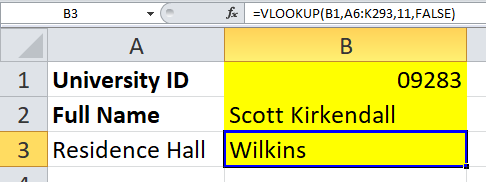 B3 fx =VLOOKUP(B1,A6:K293,11,FALSE)
A B
1 University ID 09283
2 Full Name Scott Kirkendall
3 Residence Hall Wilkins